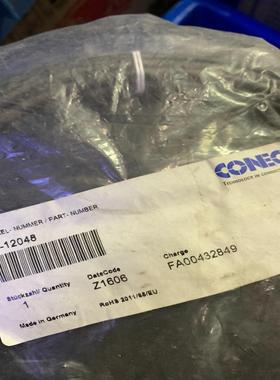 CONEC
TECHNOLOGY IN CONNEC
EL- NUMMER / PART- NUMBER
-12048
Stückzahl/ Quantity
1
DateCode
Z1606
Charge
FA00432849
Made in Germany
RoHS 2011/65/EU